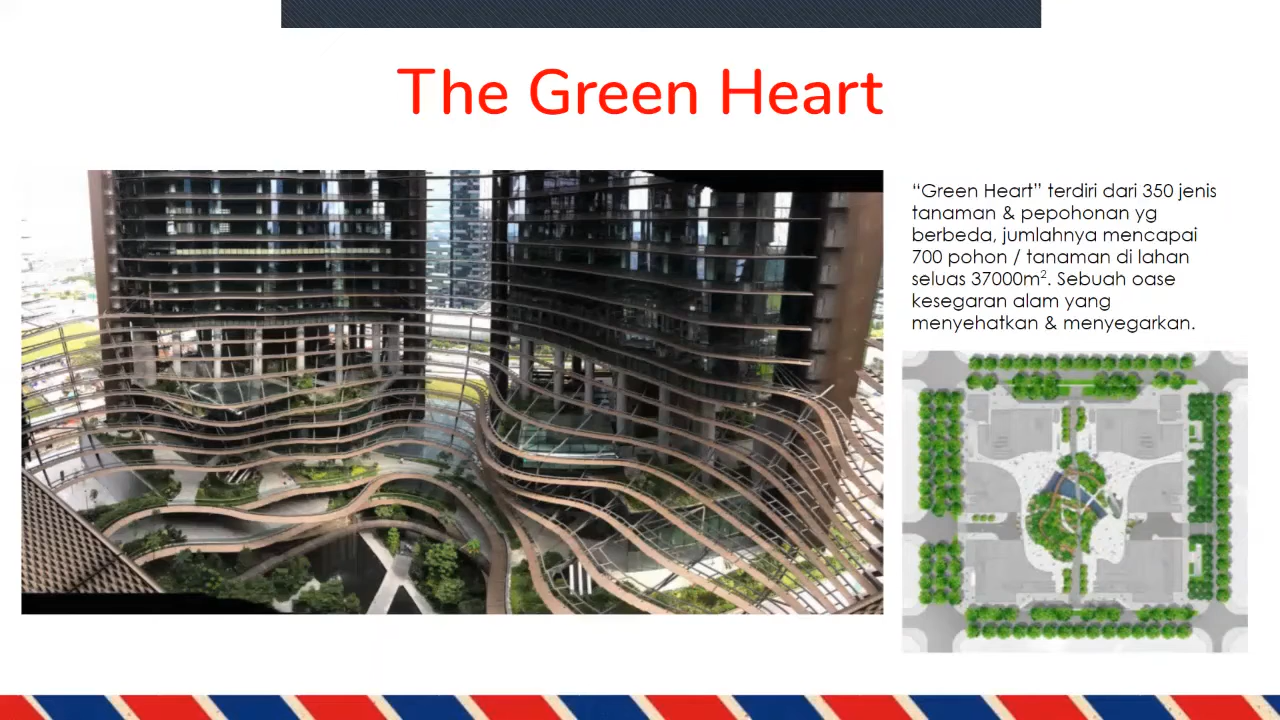 The Green Heart
“Green Heart” terdiri dari 350 jenis
tanaman & pepohonan yg
berbeda, jumlahnya mencapai
700 pohon / tanaman di lahan
seluas 37000m². Sebuah oase
kesegaran alam yang
menyehatkan & menyegarkan.